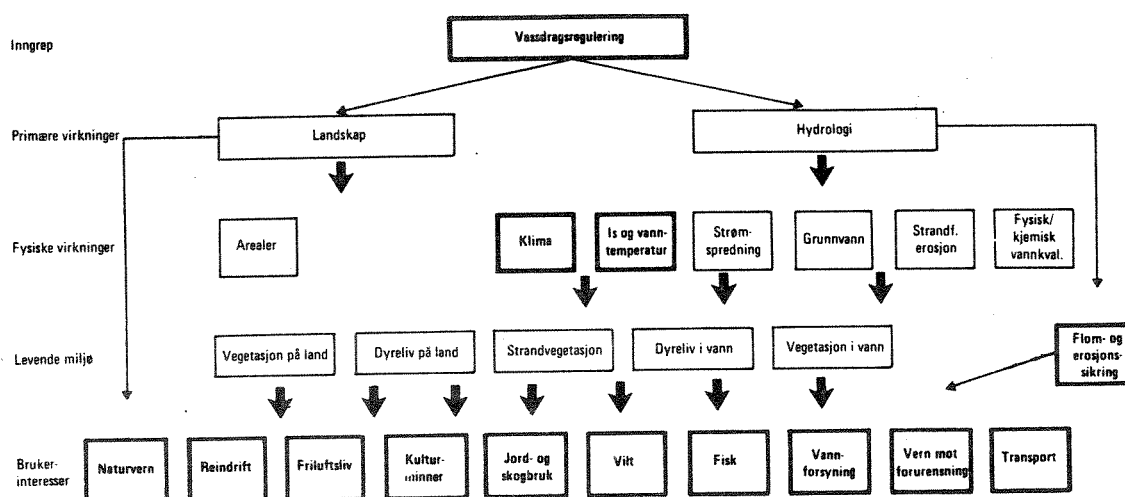 Inngrep
Vassdragsregulering
Primære virkninger
Landskap
Hydrologi
Fysiske virkninger
Arealer
Klima
Is og vann-
temperatur
Strøm-
spredning
Grunnvann
Strandf.
erosjon
Fysisk/
kjemisk
vannkval.
Levende miljø
Vegetasjon på land
Dyreliv på land
Strandvegetasjon
Dyreliv i vann
Vegetasjon i vann
Flom- og
erosjons-
sikring
Bruker-
interesser
Naturvern
Reindrift
Friluftsliv
Kultur-
minner
Jord- og
skogbruk
Vilt
Fisk
Vann-
forsyning
Vern mot
forurensning
Transport